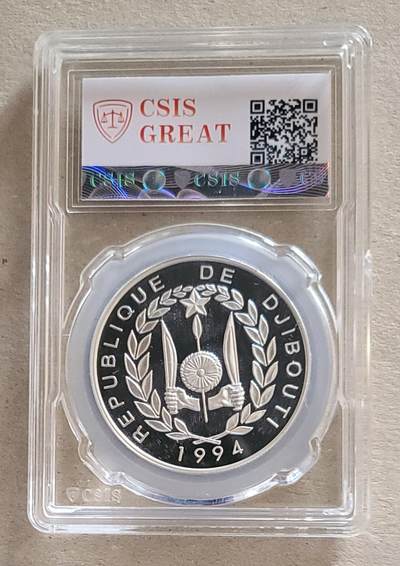 CSIS
GREAT
CSIS CSIS
REPUBLIQUE DE DJIBOUTI
1994
CSIS